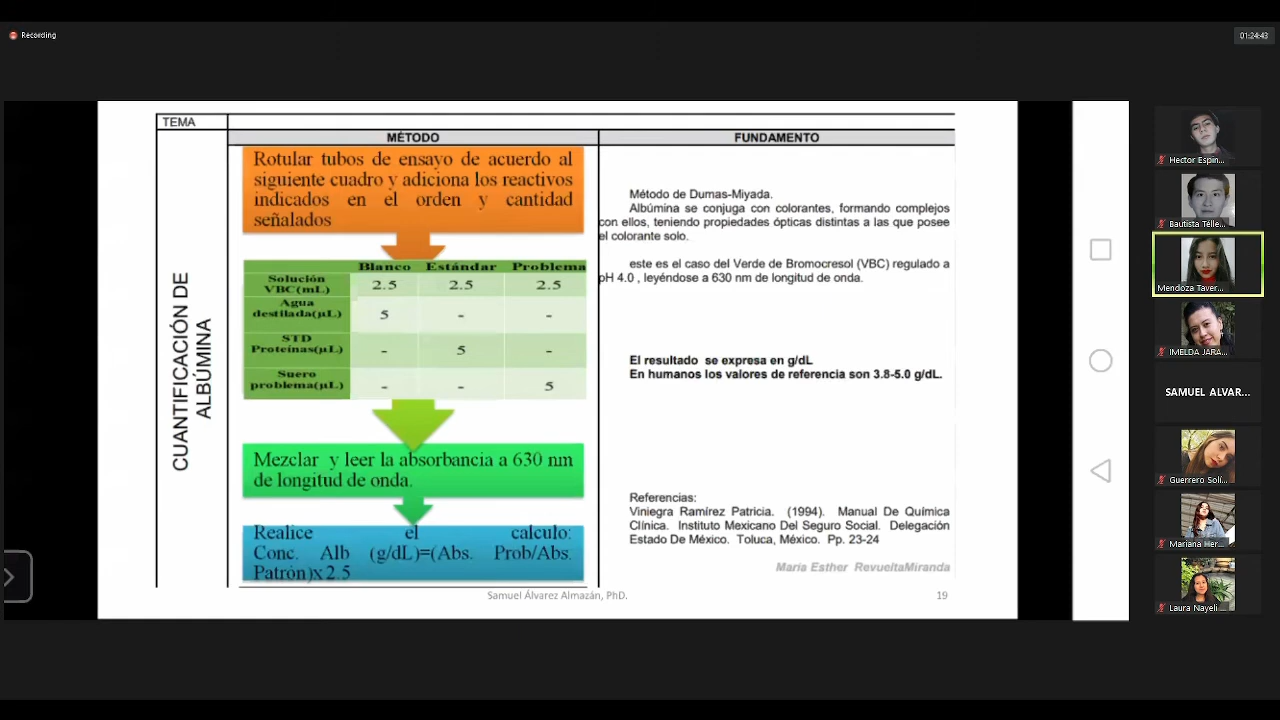 Recording
01:24:43
TEMA
MÉTODO
FUNDAMENTO
CUANTIFICACIÓN DE
ALBÚMINA
Rotular tubos de ensayo de acuerdo al
siguiente cuadro y adiciona los reactivos
indicados en el orden y cantidad
señalados
Blanco Estándar Problema
Solución
VBC(mL) 2.5 2.5 2.5
Agua
destilada(µL) 5 - -
STD
Proteínas(µL) - 5 -
Suero
problema(µL) - - 5
Mezclar y leer la absorbancia a 630 nm
de longitud de onda.
Realice el calculo:
Conc. Alb (g/dL)=(Abs. Prob/Abs.
Patrón)x 2.5
Método de Dumas-Miyada.
Albúmina se conjuga con colorantes, formando complejos
con ellos, teniendo propiedades ópticas distintas a las que posee
el colorante solo.
este es el caso del Verde de Bromocresol (VBC) regulado a
pH 4.0 , leyéndose a 630 nm de longitud de onda.
El resultado se expresa en g/dL
En humanos los valores de referencia son 3.8-5.0 g/dL.
Referencias:
Viniegra Ramírez Patricia. (1994). Manual De Química
Clínica. Instituto Mexicano Del Seguro Social. Delegación
Estado De México. Toluca, México. Pp. 23-24
Maria Esther RevueltaMiranda
Samuel Álvarez Almazán, PhD.
19
Hector Espin...
Bautista Télle...
Mendoza Taver...
IMELDA JARA...
SAMUEL ALVAR...
Guerrero Solí...
Mariana Her...
Laura Nayeli ...